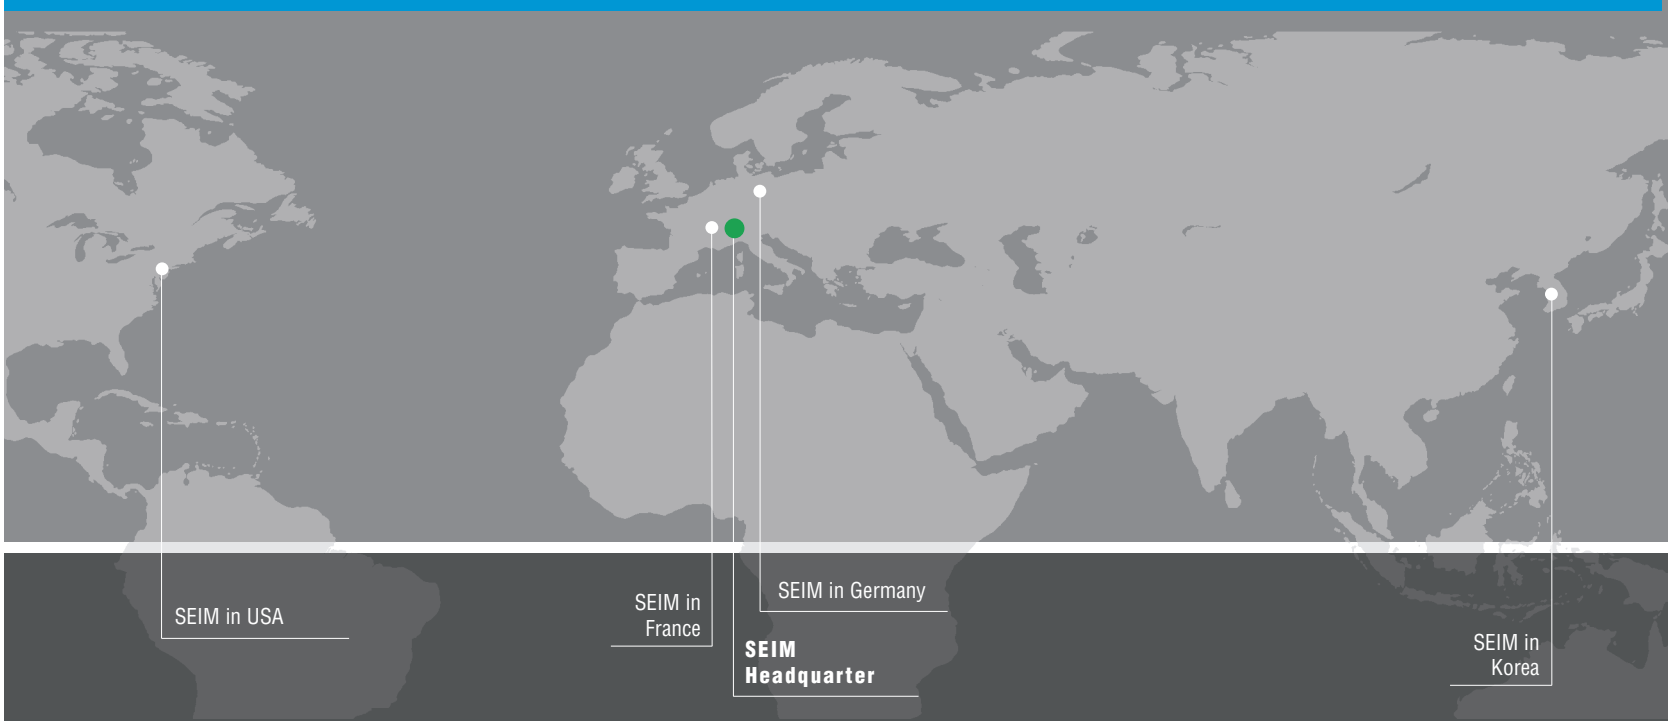 SEIM in USA
SEIM in
France
SEIM in Germany
SEIM
Headquarter
SEIM in
Korea